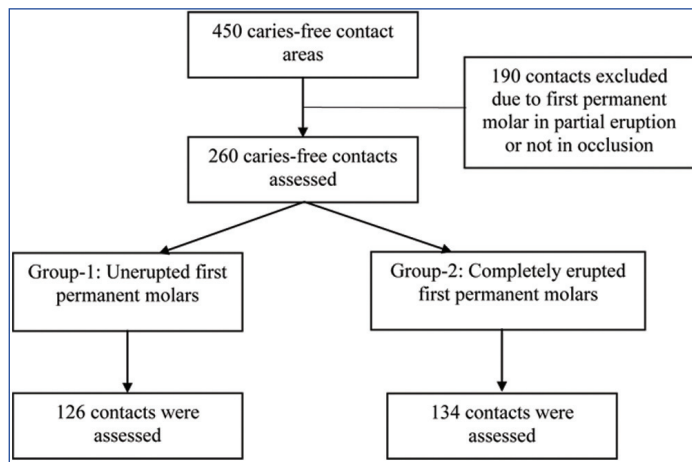 450 caries-free contact
areas
190 contacts excluded
due to first permanent
molar in partial eruption
or not in occlusion
260 caries-free contacts
assessed
Group-1: Unerupted first
permanent molars
Group-2: Completely erupted
first permanent molars
126 contacts were
assessed
134 contacts were
assessed